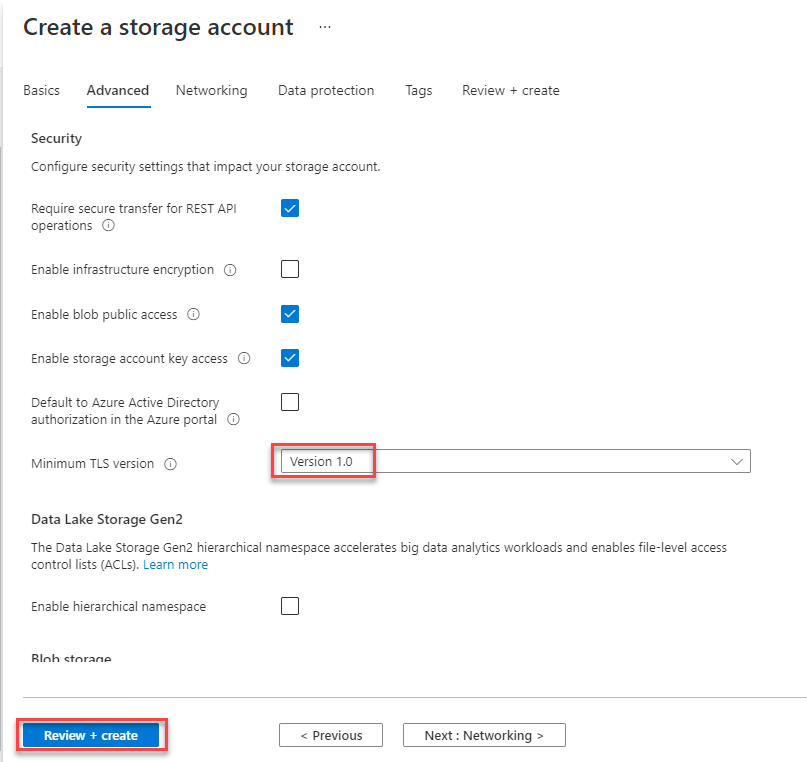 Create a storage account ...
Basics Advanced Networking Data protection Tags Review + create
Security
Configure security settings that impact your storage account.
Require secure transfer for REST API
operations
Enable infrastructure encryption
Enable blob public access
Enable storage account key access
Default to Azure Active Directory
authorization in the Azure portal
Minimum TLS version
Version 1.0
Data Lake Storage Gen2
The Data Lake Storage Gen2 hierarchical namespace accelerates big data analytics workloads and enables file-level access
control lists (ACLs). Learn more
Enable hierarchical namespace
Blob storage
Review + create
< Previous
Next : Networking >